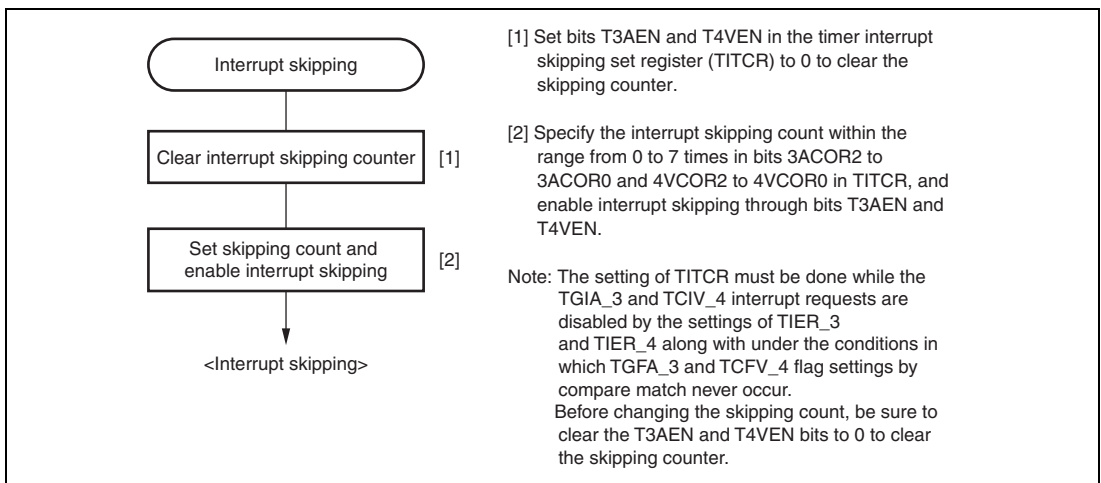 Interrupt skipping
Clear interrupt skipping counter
[1]
Set skipping count and
enable interrupt skipping
[2]
<Interrupt skipping>
[1] Set bits T3AEN and T4VEN in the timer interrupt
skipping set register (TITCR) to 0 to clear the
skipping counter.
[2] Specify the interrupt skipping count within the
range from 0 to 7 times in bits 3ACOR2 to
3ACOR0 and 4VCOR2 to 4VCOR0 in TITCR, and
enable interrupt skipping through bits T3AEN and
T4VEN.
Note: The setting of TITCR must be done while the
TGIA_3 and TCIV_4 interrupt requests are
disabled by the settings of TIER_3
and TIER_4 along with under the conditions in
which TGFA_3 and TCFV_4 flag settings by
compare match never occur.
Before changing the skipping count, be sure to
clear the T3AEN and T4VEN bits to 0 to clear
the skipping counter.